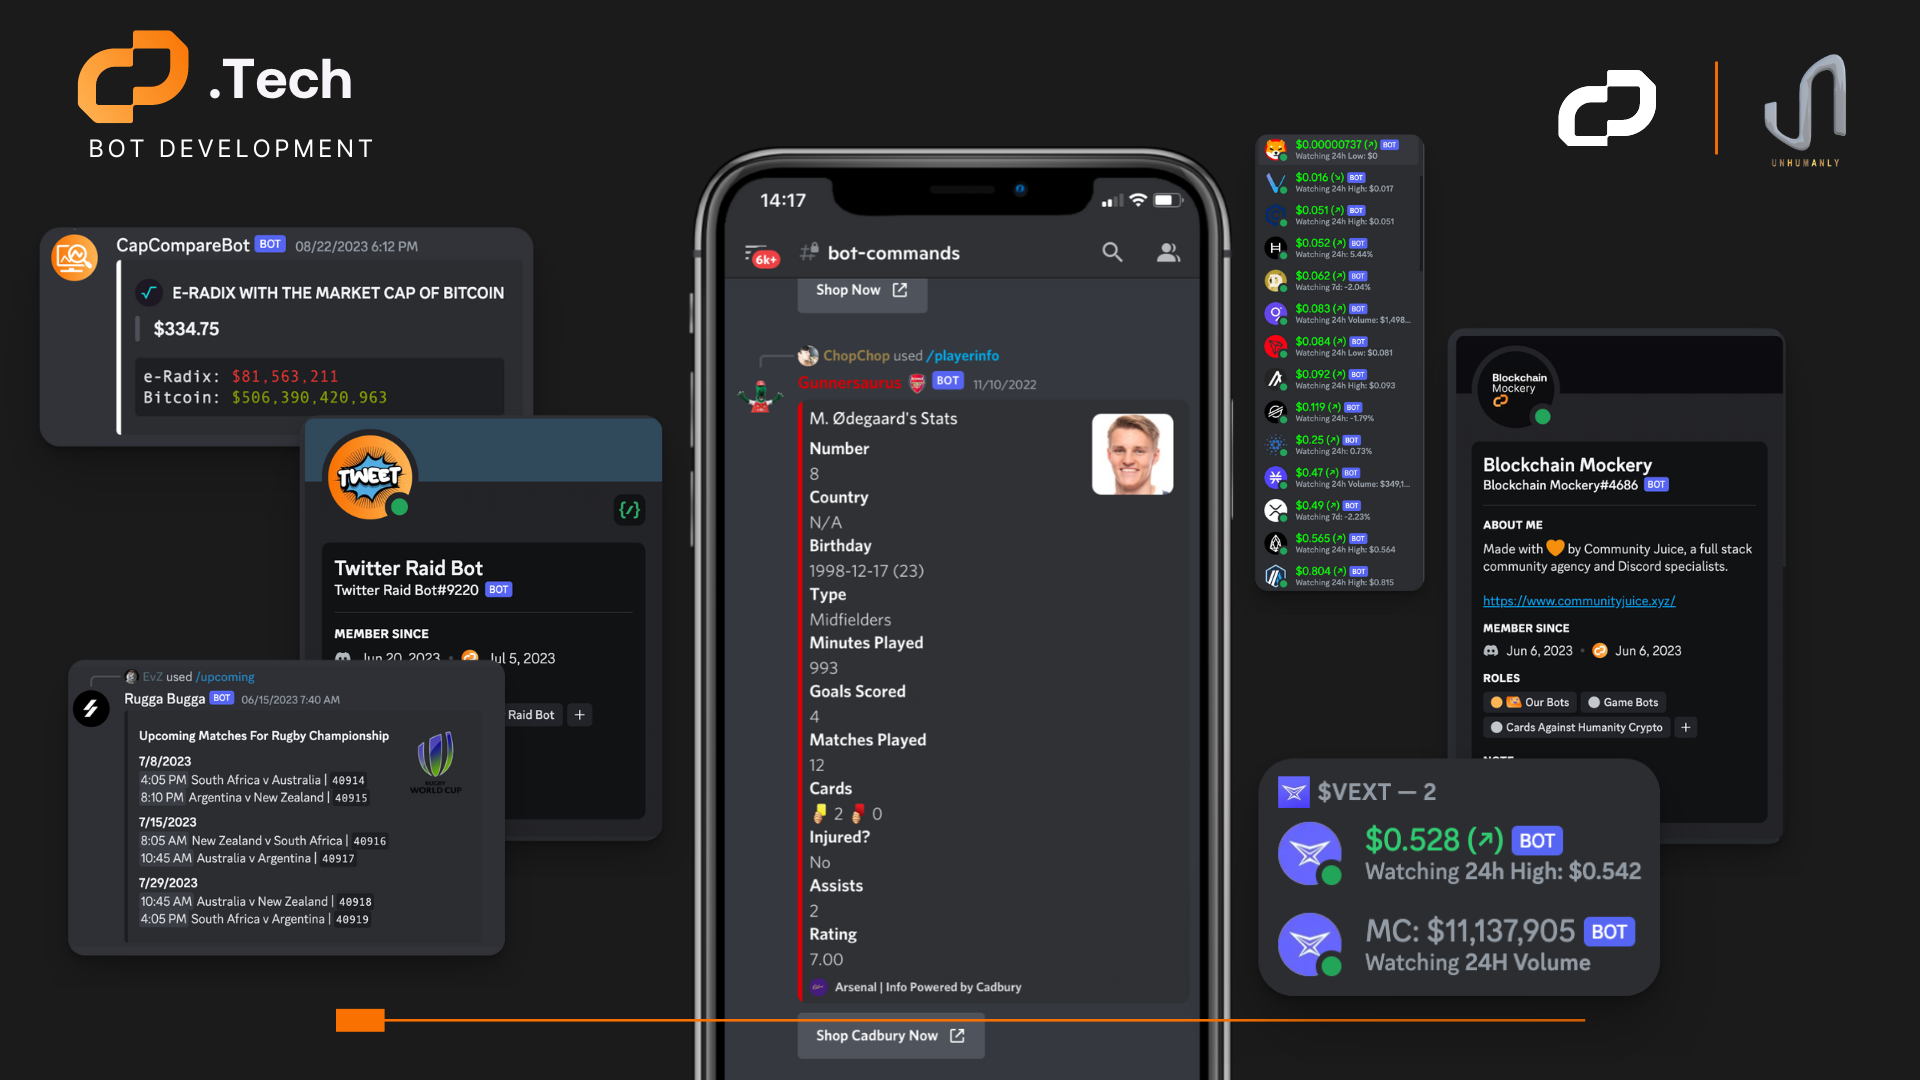 .Tech
BOT DEVELOPMENT
UNHUMANLY
CapCompareBot BOT 08/22/2023 6:12 PM
E-RADIX WITH THE MARKET CAP OF BITCOIN
$334.75
e-Radix: $81,563,211
Bitcoin: $506,390,420,963
TWEET
Twitter Raid Bot
Twitter Raid Bot#9220 BOT
MEMBER SINCE
Jun 20, 2023 • Jul 5, 2023
Raid Bot +
EvZ used /upcoming
Rugga Bugga BOT 06/15/2023 7:40 AM
Upcoming Matches For Rugby Championship
RUGBY
WORLD CUP
7/8/2023
4:05 PM South Africa v Australia | 40914
8:10 PM Argentina v New Zealand | 40915
7/15/2023
8:05 AM New Zealand v South Africa | 40916
10:45 AM Australia v Argentina | 40917
7/29/2023
10:45 AM Australia v New Zealand | 40918
4:05 PM South Africa v Argentina | 40919
14:17
6k+
# bot-commands
Shop Now
ChopChop used /playerinfo
Gunnersaurus BOT 11/10/2022
M. Ødegaard's Stats
Number
8
Country
N/A
Birthday
1998-12-17 (23)
Type
Midfielders
Minutes Played
993
Goals Scored
4
Matches Played
12
Cards
2 0
Injured?
No
Assists
2
Rating
7.00
Arsenal | Info Powered by Cadbury
Shop Cadbury Now
$0.00000737 (↗) BOT
Watching 24h Low: $0
$0.016 (↘) BOT
Watching 24h High: $0.017
$0.051 (↗) BOT
Watching 24h High: $0.051
$0.052 (↗) BOT
Watching 24h: 5.44%
$0.062 (↗) BOT
Watching 7d: -2.04%
$0.083 (↗) BOT
Watching 24h Volume: $1,498...
$0.084 (↗) BOT
Watching 24h Low: $0.081
$0.092 (↗) BOT
Watching 24h High: $0.093
$0.119 (↗) BOT
Watching 24h: -1.79%
$0.25 (↗) BOT
Watching 24h: 0.73%
$0.47 (↗) BOT
Watching 24h Volume: $349,1...
$0.49 (↗) BOT
Watching 7d: -2.23%
$0.565 (↗) BOT
Watching 24h High: $0.564
$0.804 (↗) BOT
Watching 24h High: $0.815
Blockchain
Mockery
Blockchain Mockery
Blockchain Mockery#4686 BOT
ABOUT ME
Made with 🧡 by Community Juice, a full stack
community agency and Discord specialists.
https://www.communityjuice.xyz/
MEMBER SINCE
Jun 6, 2023 • Jun 6, 2023
ROLES
Our Bots Game Bots
Cards Against Humanity Crypto +
NOTE
$VEXT — 2
$0.528 (↗) BOT
Watching 24h High: $0.542
MC: $11,137,905 BOT
Watching 24H Volume